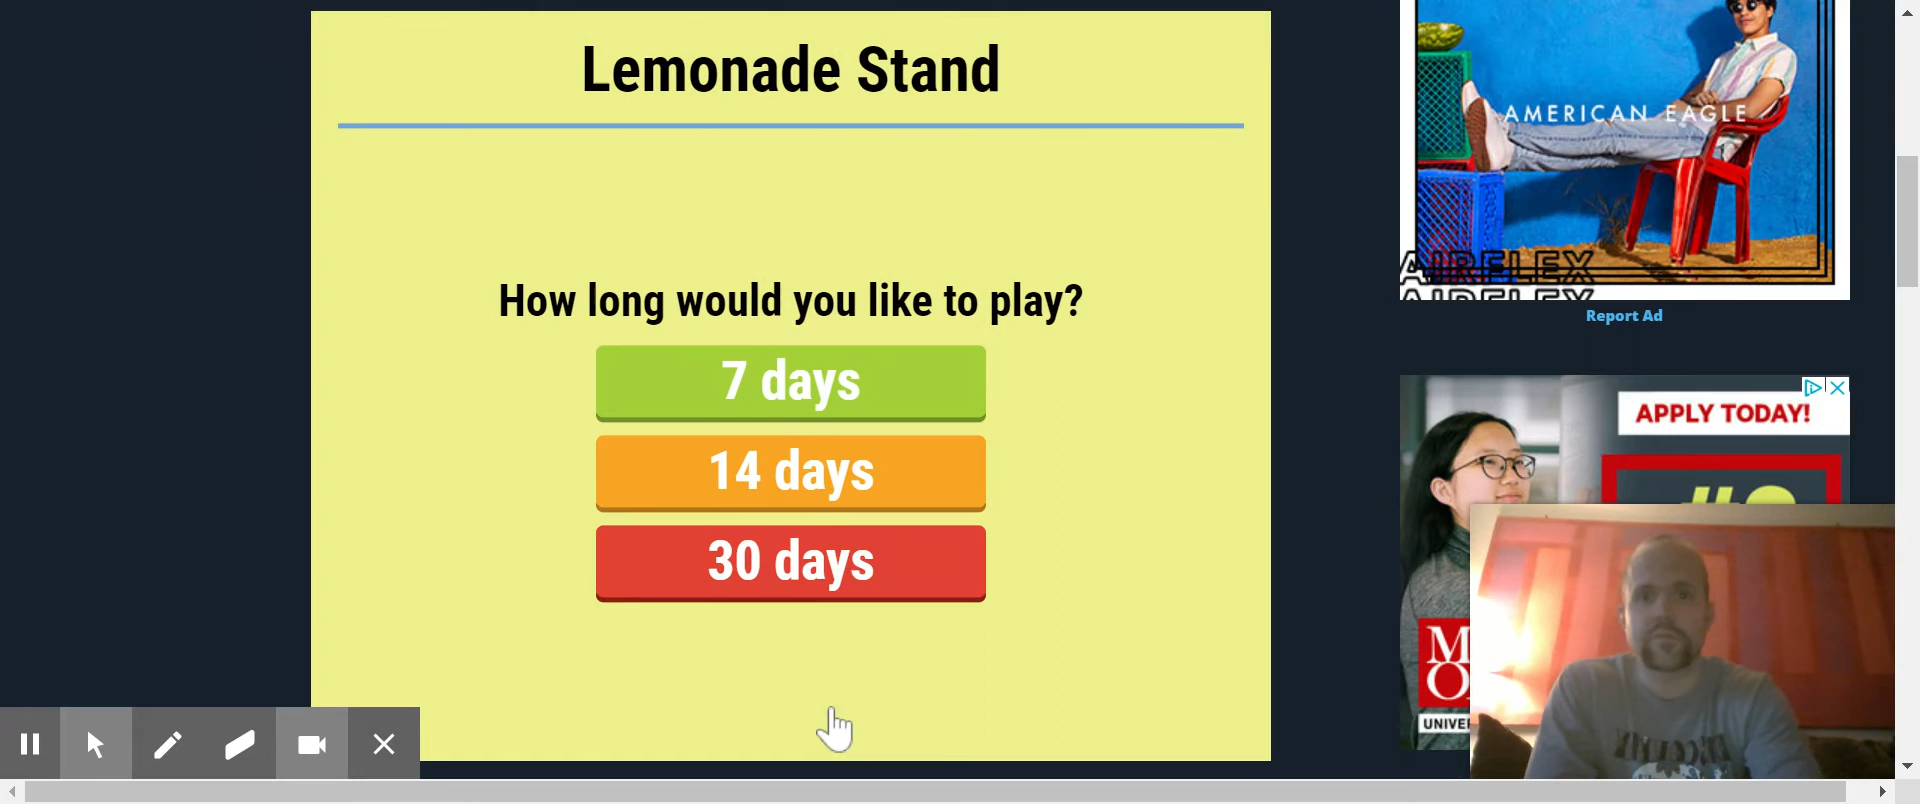 Lemonade Stand
How long would you like to play?
7 days
14 days
30 days
AMERICAN EAGLE
AIRFLEX
AIRFLEX
Report Ad
APPLY TODAY!